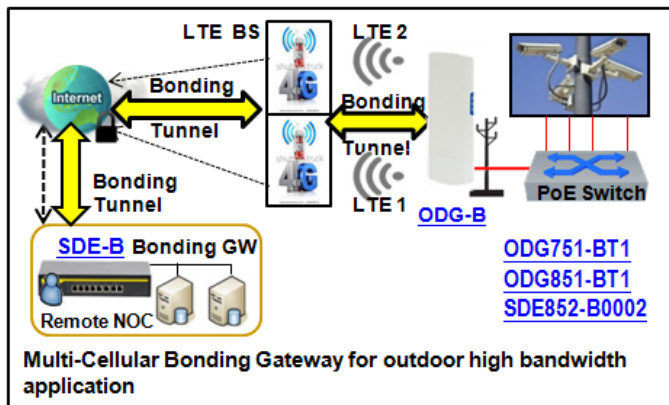 LTE BS
LTE 2
4G
Internet
Bonding
Tunnel
Bonding
Tunnel
4G
LTE 1
PoE Switch
ODG-B
Bonding
Tunnel
SDE-B Bonding GW
Remote NOC
ODG751-BT1
ODG851-BT1
SDE852-B0002
Multi-Cellular Bonding Gateway for outdoor high bandwidth
application